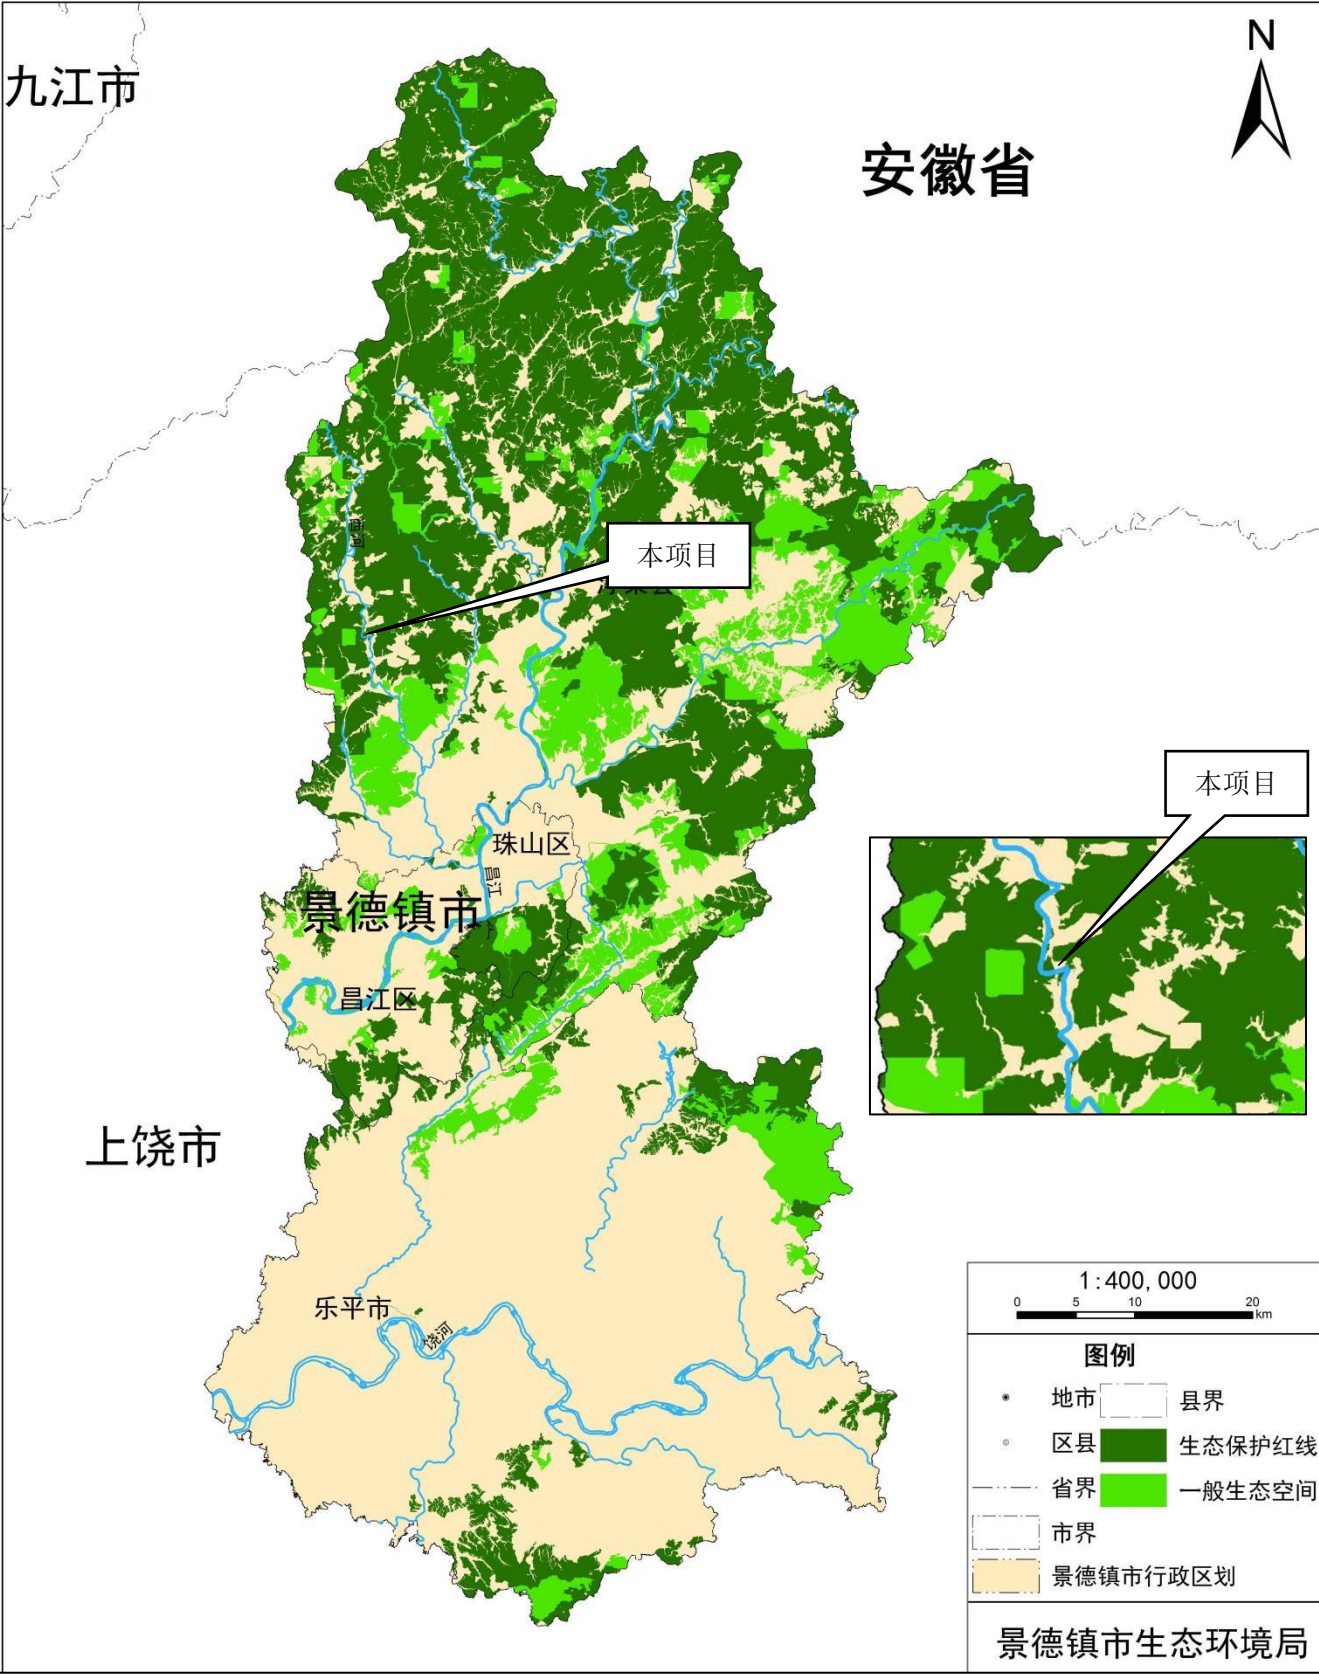 九江市
N
安徽省
本项目
本项目
珠山区
昌江
景德镇市
昌江区
上饶市
乐平市
饶河
1:400,000
0 5 10 20
km
图例
地市 县界
区县 生态保护红线
省界 一般生态空间
市界
景德镇市行政区划
景德镇市生态环境局